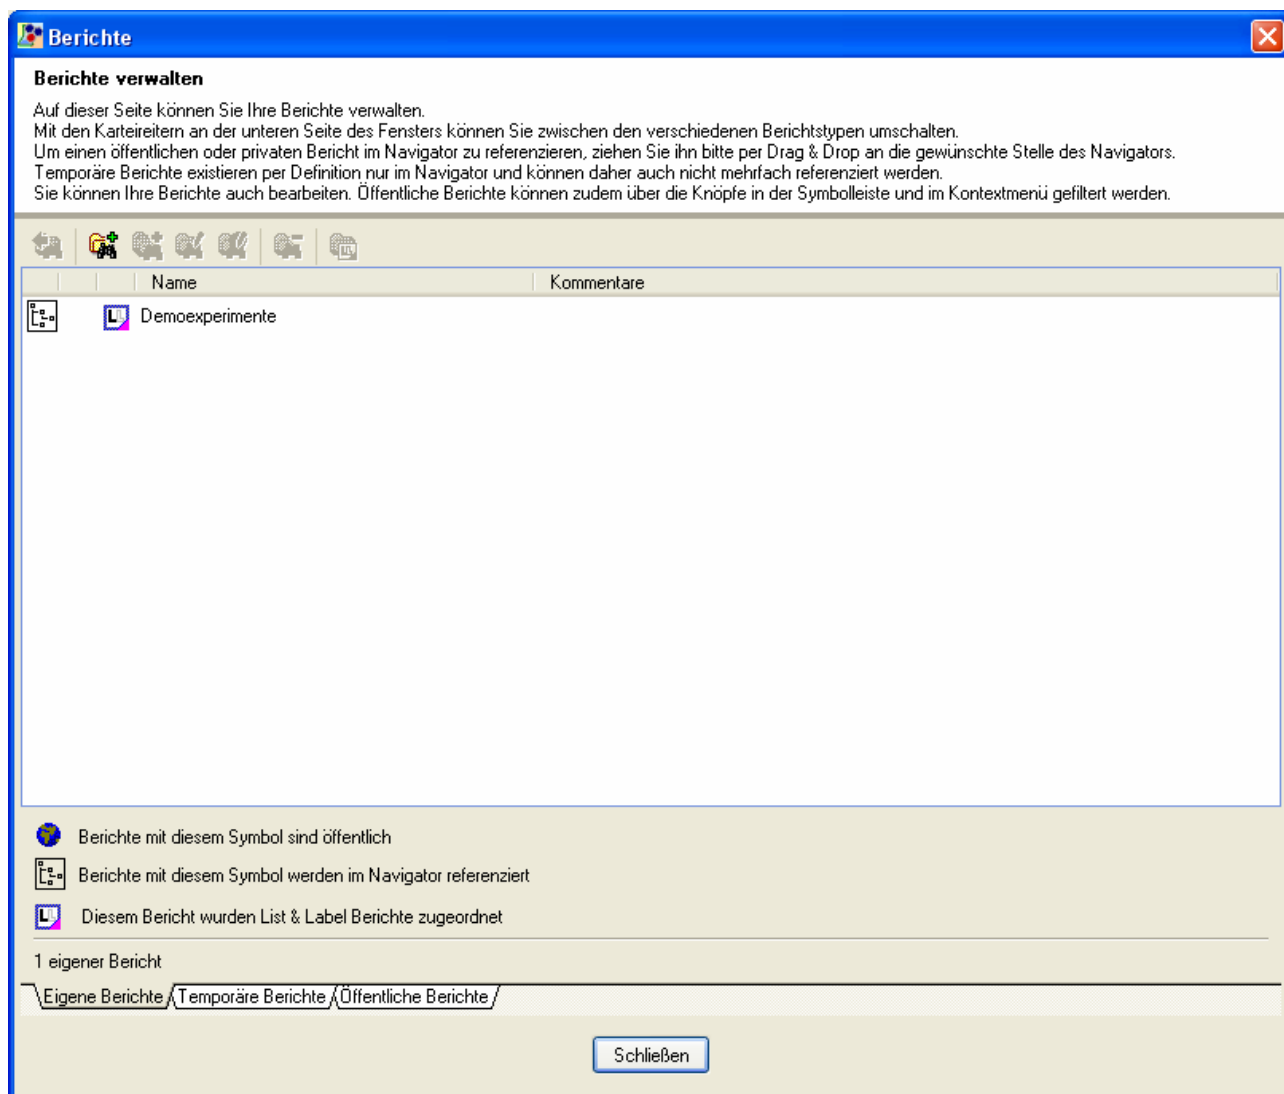 Berichte
Berichte verwalten
Auf dieser Seite können Sie Ihre Berichte verwalten.
Mit den Karteireitern an der unteren Seite des Fensters können Sie zwischen den verschiedenen Berichtstypen umschalten.
Um einen öffentlichen oder privaten Bericht im Navigator zu referenzieren, ziehen Sie ihn bitte per Drag & Drop an die gewünschte Stelle des Navigators.
Temporäre Berichte existieren per Definition nur im Navigator und können daher auch nicht mehrfach referenziert werden.
Sie können Ihre Berichte auch bearbeiten. Öffentliche Berichte können zudem über die Knöpfe in der Symbolleiste und im Kontextmenü gefiltert werden.
Name Kommentare
Demoexperimente
Berichte mit diesem Symbol sind öffentlich
Berichte mit diesem Symbol werden im Navigator referenziert
Diesem Bericht wurden List & Label Berichte zugeordnet
1 eigener Bericht
Eigene Berichte Temporäre Berichte Öffentliche Berichte
Schließen